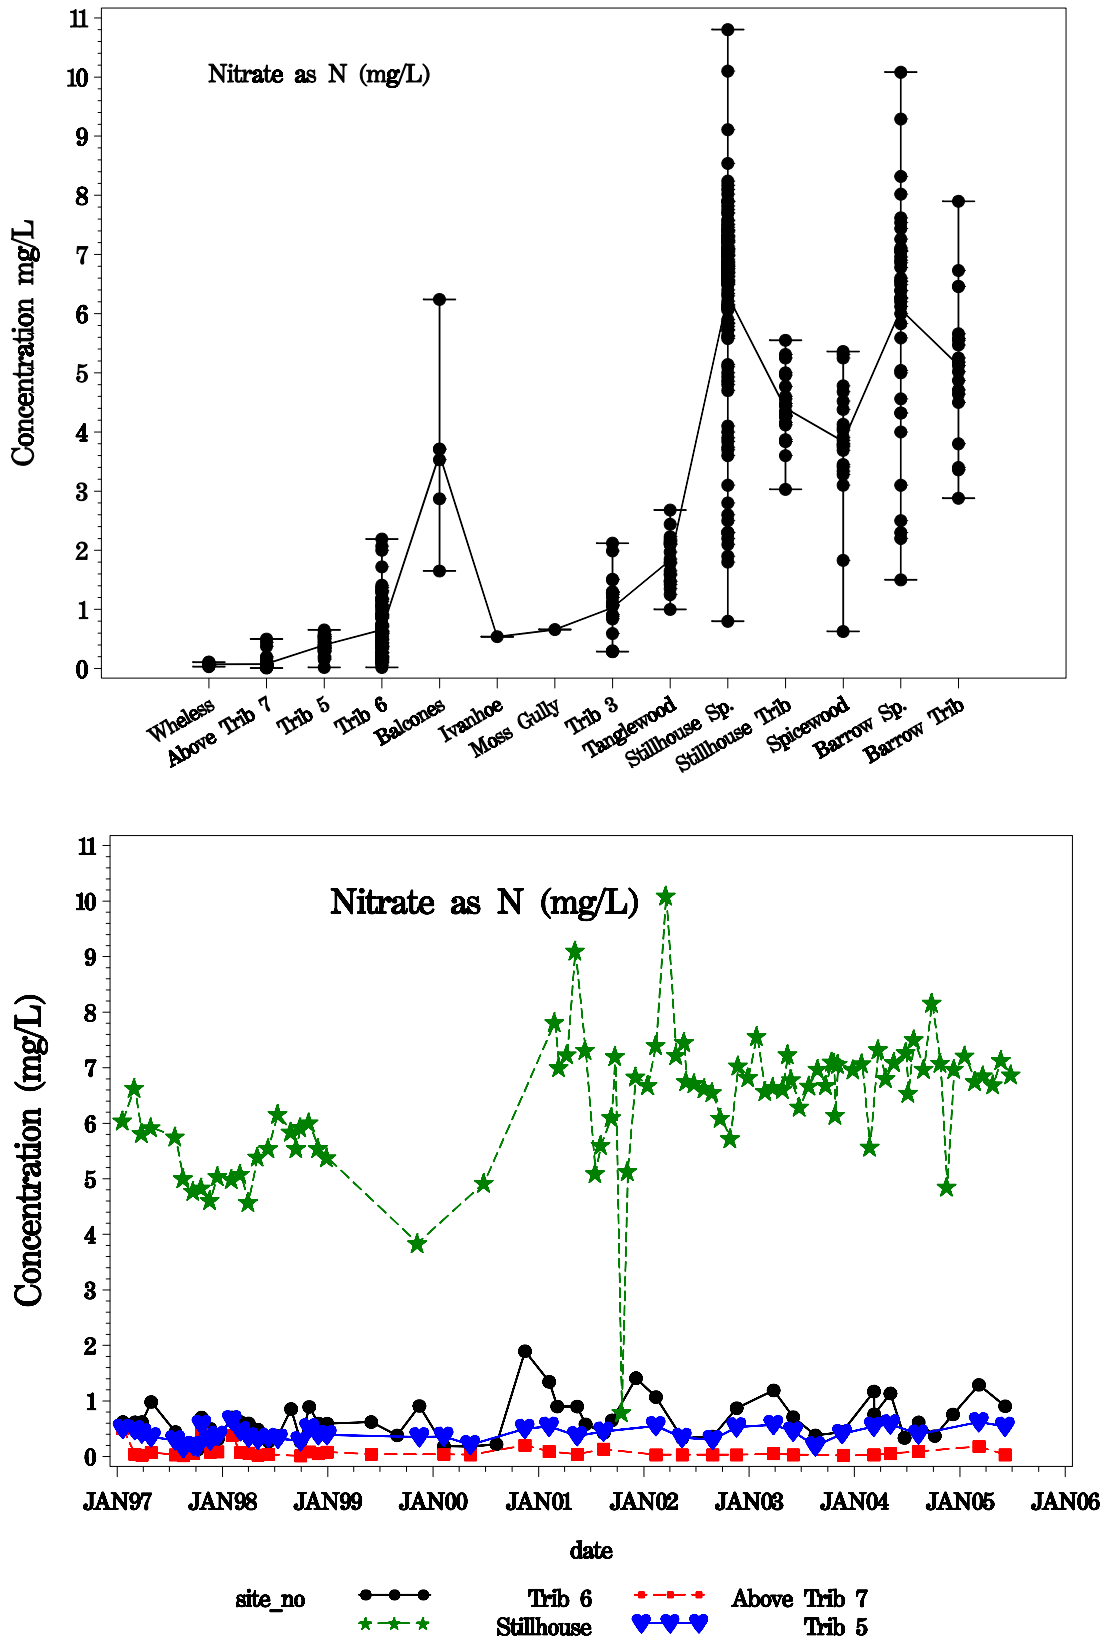 11
Nitrate as N (mg/L)
10
9
8
7
6
5
4
3
2
1
0
Concentration mg/L
Wheless
Above Trib 7
Trib 5
Trib 6
Balcones
Ivanhoe
Moss Gully
Trib 3
Tanglewood
Stillhouse Sp.
Stillhouse Trib
Spicewood
Barrow Sp.
Barrow Trib
11
Nitrate as N (mg/L)
10
9
8
7
6
5
4
3
2
1
0
Concentration (mg/L)
JAN97 JAN98 JAN99 JAN00 JAN01 JAN02 JAN03 JAN04 JAN05 JAN06
date
site_no Trib 6 Above Trib 7
Stillhouse Trib 5